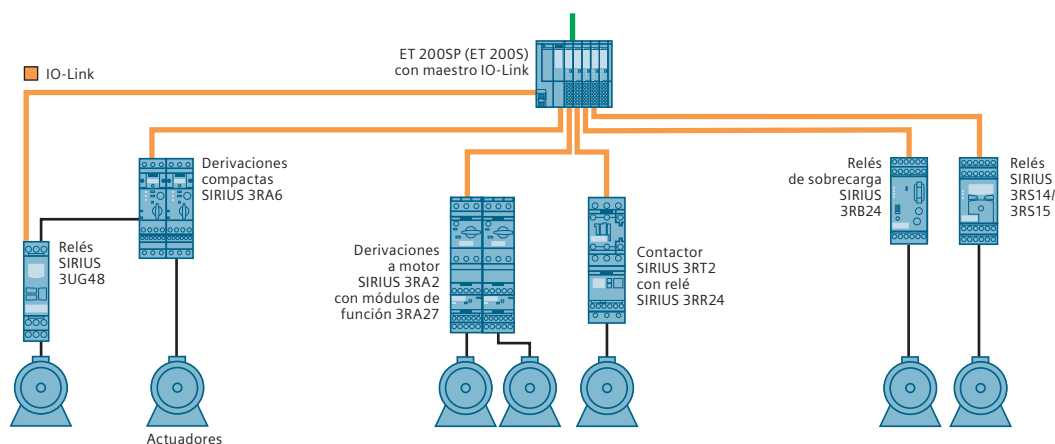 ET 200SP (ET 200S)
con maestro IO-Link
IO-Link
Derivaciones
compactas
SIRIUS 3RA6
Relés
de sobrecarga
SIRIUS
3RB24
Relés
SIRIUS
3RS14/
3RS15
Relés
SIRIUS
3UG48
Derivaciones
a motor
SIRIUS 3RA2
con módulos de
función 3RA27
Contactor
SIRIUS 3RT2
con relé
SIRIUS 3RR24
Actuadores